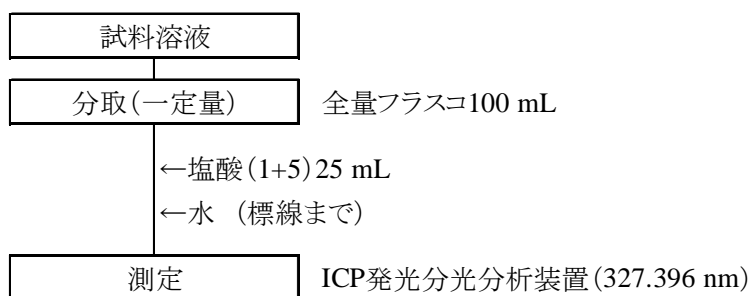 試料溶液
分取(一定量) 全量フラスコ100 mL
←塩酸(1+5)25 mL
←水 (標線まで)
測定 ICP発光分光分析装置(327.396 nm)